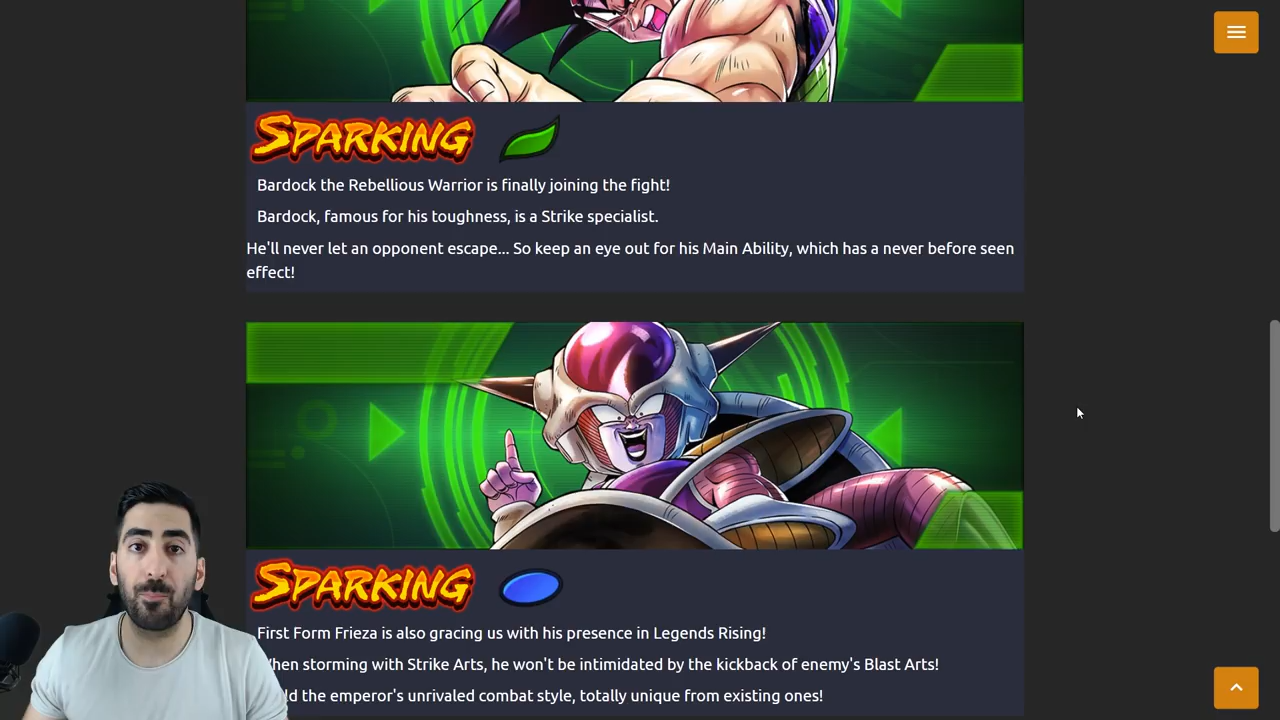 SPARKING
Bardock the Rebellious Warrior is finally joining the fight!
Bardock, famous for his toughness, is a Strike specialist.
He'll never let an opponent escape... So keep an eye out for his Main Ability, which has a never before seen
effect!
SPARKING
First Form Frieza is also gracing us with his presence in Legends Rising!
storming with Strike Arts, he won't be intimidated by the kickback of enemy's Blast Arts!
the emperor's unrivaled combat style, totally unique from existing ones!